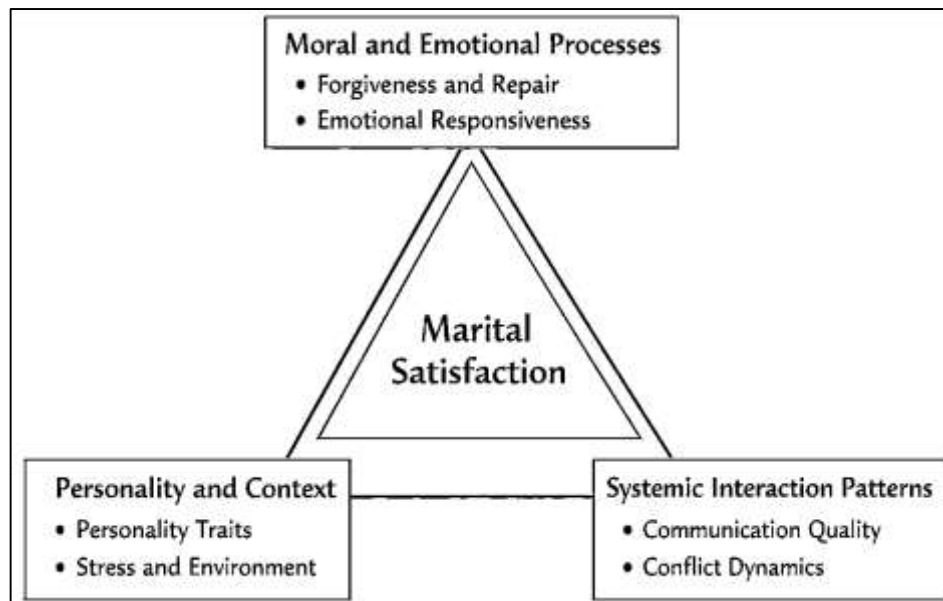 Moral and Emotional Processes
• Forgiveness and Repair
• Emotional Responsiveness
Marital
Satisfaction
Personality and Context
• Personality Traits
• Stress and Environment
Systemic Interaction Patterns
• Communication Quality
• Conflict Dynamics